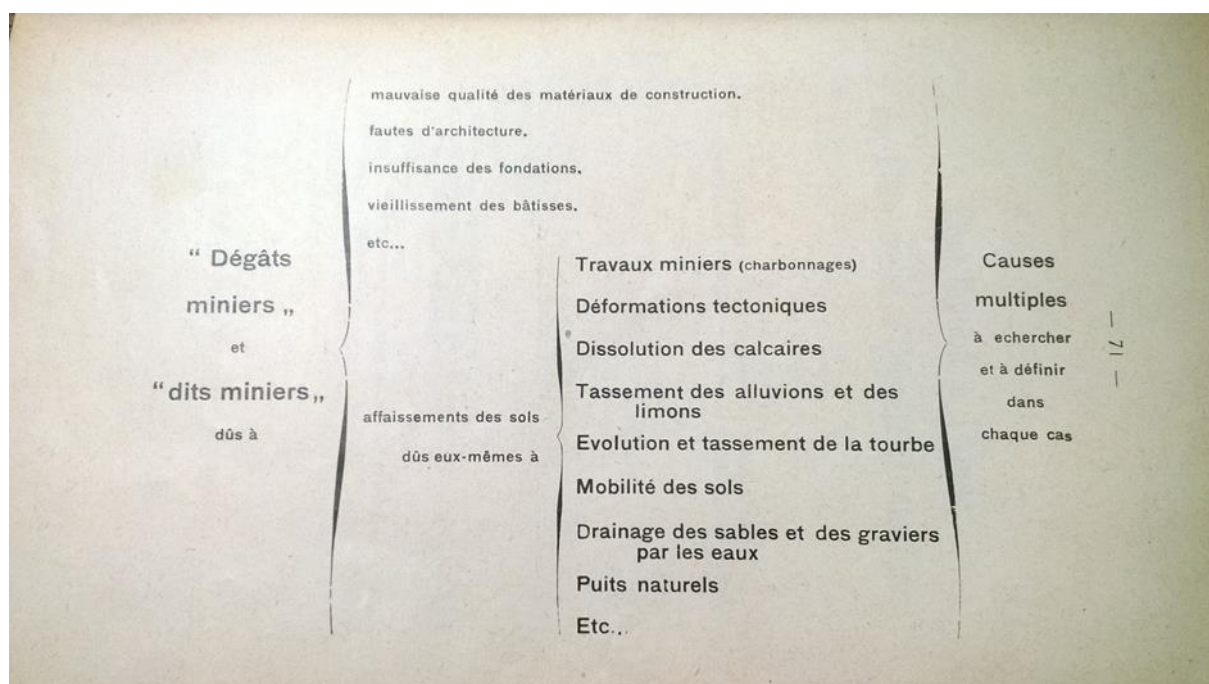 “ Dégâts
miniers „
et
“dits miniers„
dûs à
mauvaise qualité des matériaux de construction.
fautes d'architecture.
insuffisance des fondations.
vieillissement des bâtisses.
etc...
affaissements des sols
dûs eux-mêmes à
Travaux miniers (charbonnages)
Déformations tectoniques
Dissolution des calcaires
Tassement des alluvions et des
limons
Evolution et tassement de la tourbe
Mobilité des sols
Drainage des sables et des graviers
par les eaux
Puits naturels
Etc...
Causes
multiples
à echercher
et à définir
dans
chaque cas
— 71 —